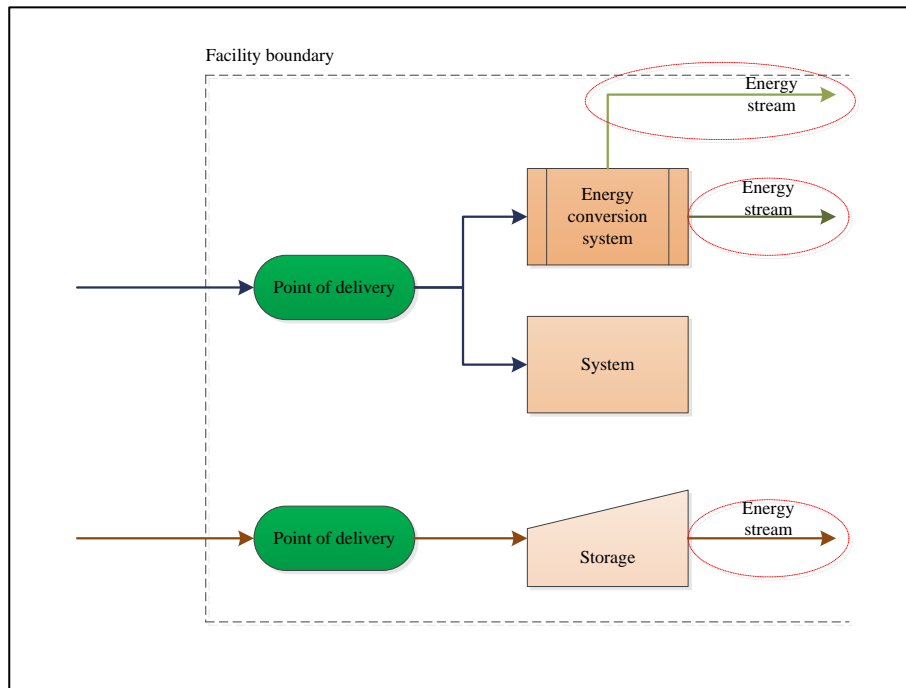 Facility boundary
Energy
stream
Energy
conversion
system
Energy
stream
Point of delivery
System
Point of delivery
Storage
Energy
stream